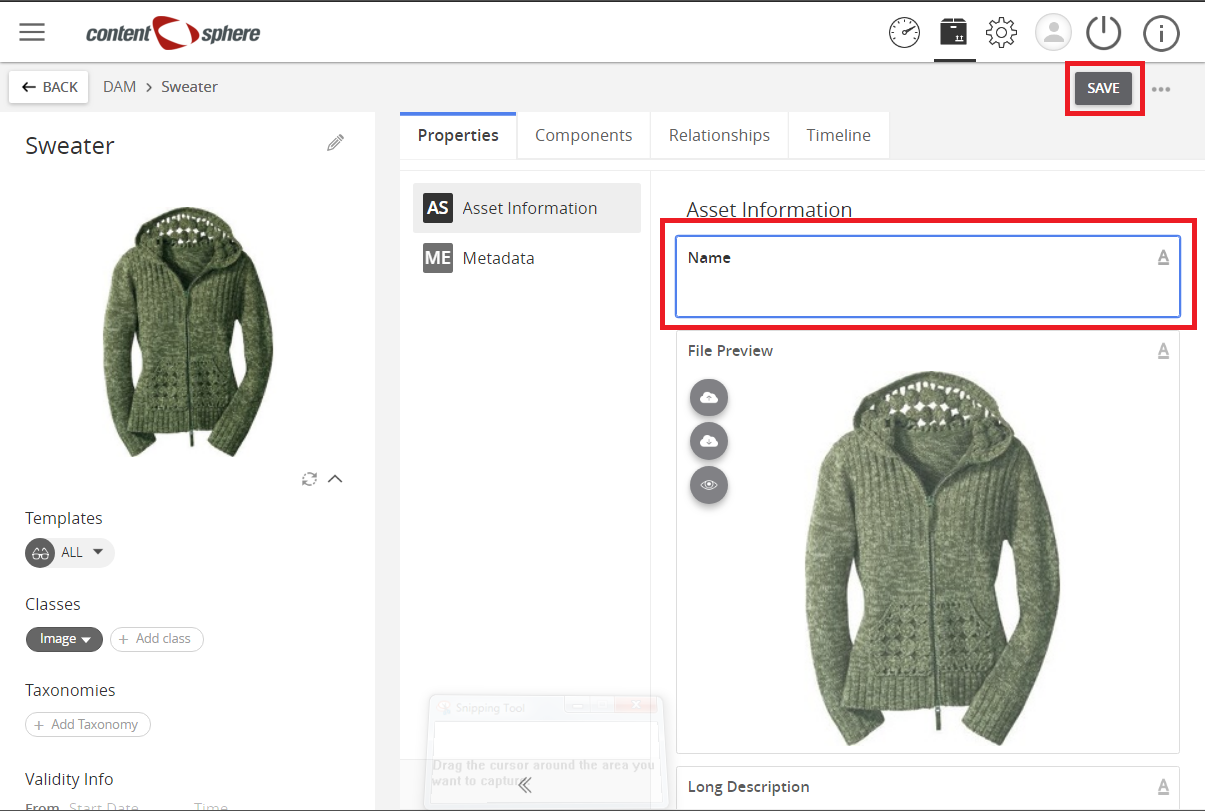 content sphere
BACK DAM Sweater
SAVE
Sweater
Properties Components Relationships Timeline
AS Asset Information
ME Metadata
Asset Information
Name A
File Preview A
Templates
ALL
Classes
Image + Add class
Taxonomies
+ Add Taxonomy
Snipping Tool
Drag the cursor around the area you
want to capture
Validity Info
From Start Date Time
Long Description A